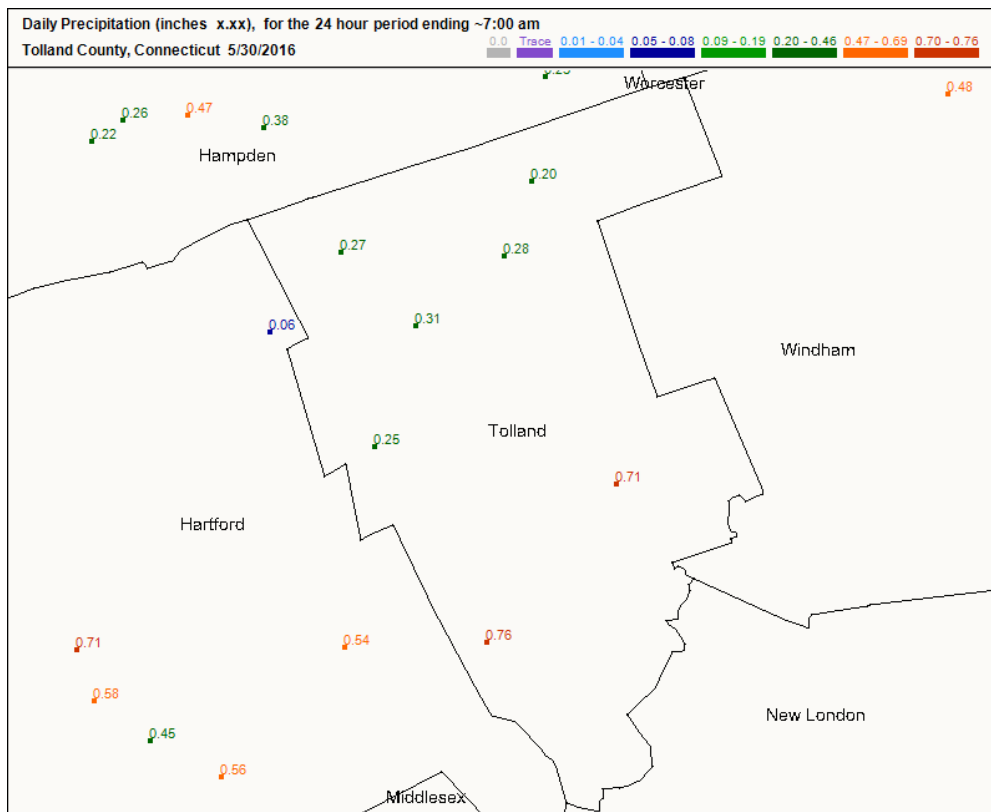 Daily Precipitation (inches x.xx), for the 24 hour period ending ~7:00 am
Tolland County, Connecticut 5/30/2016
0.0 Trace 0.01 - 0.04 0.05 - 0.08 0.09 - 0.19 0.20 - 0.46 0.47 - 0.69 0.70 - 0.76
Worcester
0.48
0.47
0.26
0.38
0.22
Hampden
0.20
0.27
0.28
0.31
0.06
Windham
Tolland
0.25
0.71
Hartford
0.71
0.54
0.76
0.58
New London
0.45
0.56
Middlesex